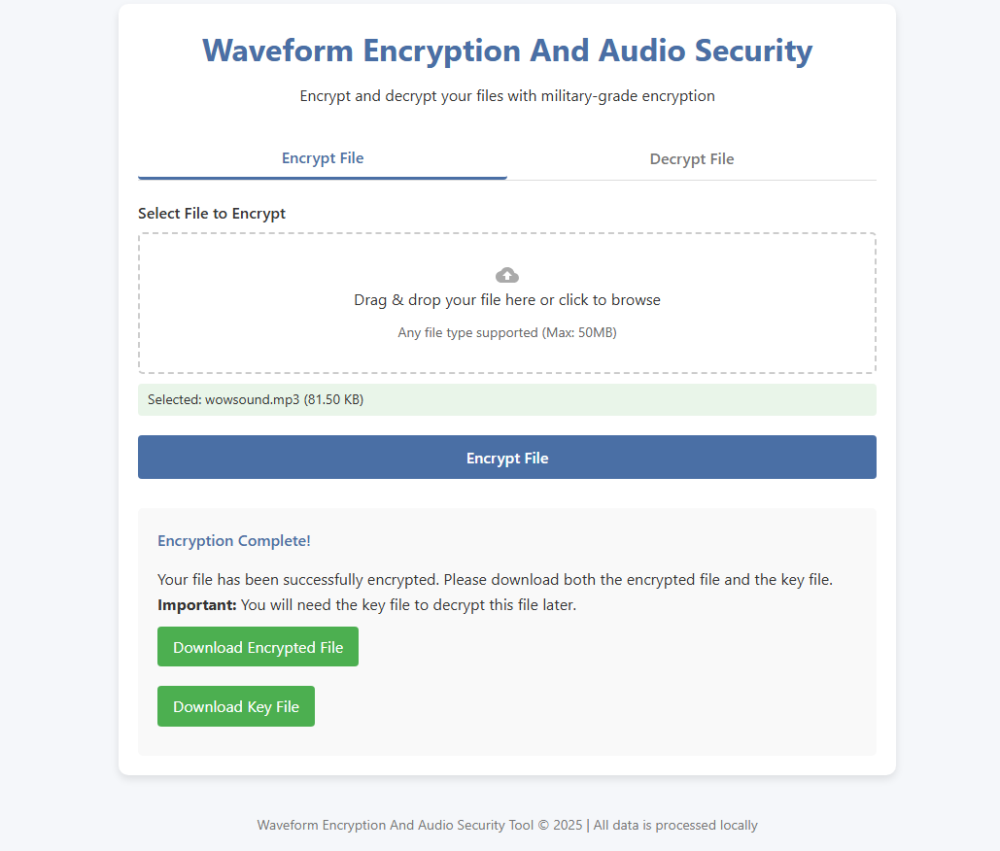 Waveform Encryption And Audio Security
Encrypt and decrypt your files with military-grade encryption
Encrypt File
Decrypt File
Select File to Encrypt
Drag & drop your file here or click to browse
Any file type supported (Max: 50MB)
Selected: wowsound.mp3 (81.50 KB)
Encrypt File
Encryption Complete!
Your file has been successfully encrypted. Please download both the encrypted file and the key file.
Important: You will need the key file to decrypt this file later.
Download Encrypted File
Download Key File
Waveform Encryption And Audio Security Tool © 2025 | All data is processed locally